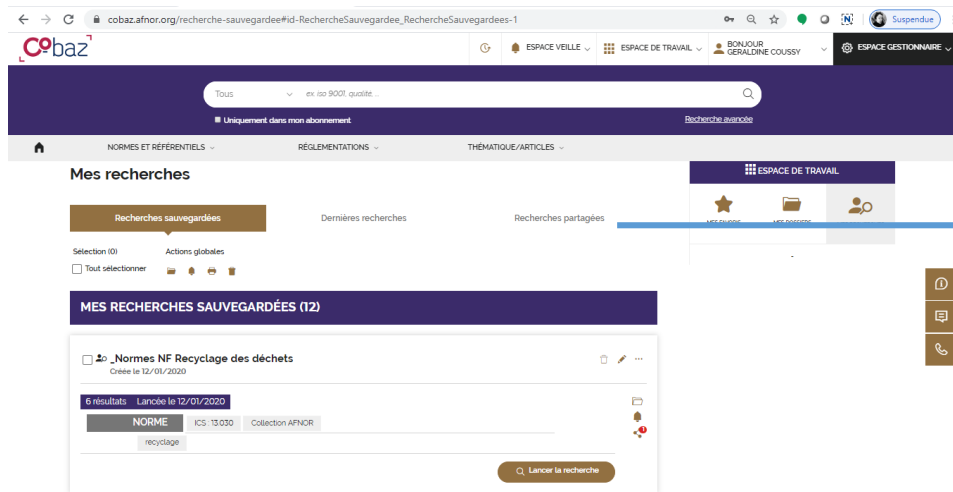 cobaz.afnor.org/recherche-sauvegardee#id-RechercheSauvegardee_RechercheSauvegardees-1
Suspendue
Cobaz
ESPACE VEILLE
ESPACE DE TRAVAIL
BONJOUR
GERALDINE COUSSY
ESPACE GESTIONNAIRE
Tous
ex. iso 9001, qualité, ...
Uniquement dans mon abonnement
Recherche avancée
NORMES ET RÉFÉRENTIELS
RÉGLEMENTATIONS
THÉMATIQUE/ARTICLES
Mes recherches
ESPACE DE TRAVAIL
Recherches sauvegardées
Dernières recherches
Recherches partagées
Sélection (0)
Actions globales
Tout sélectionner
MES RECHERCHES SAUVEGARDÉES (12)
_Normes NF Recyclage des déchets
Créée le 12/01/2020
6 résultats Lancée le 12/01/2020
NORME
ICS : 13.030
Collection AFNOR
1
recyclage
Lancer la recherche